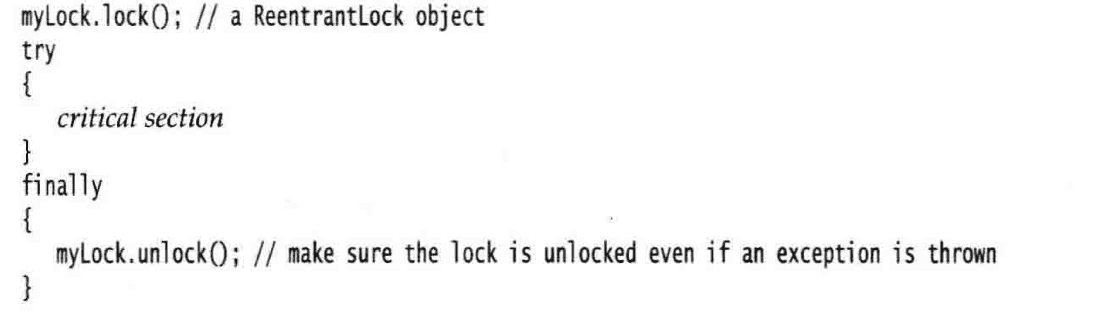 myLock.lock(); // a ReentrantLock object
try
{
critical section
}
finally
{
myLock.unlock(); // make sure the lock is unlocked even if an exception is thrown
}